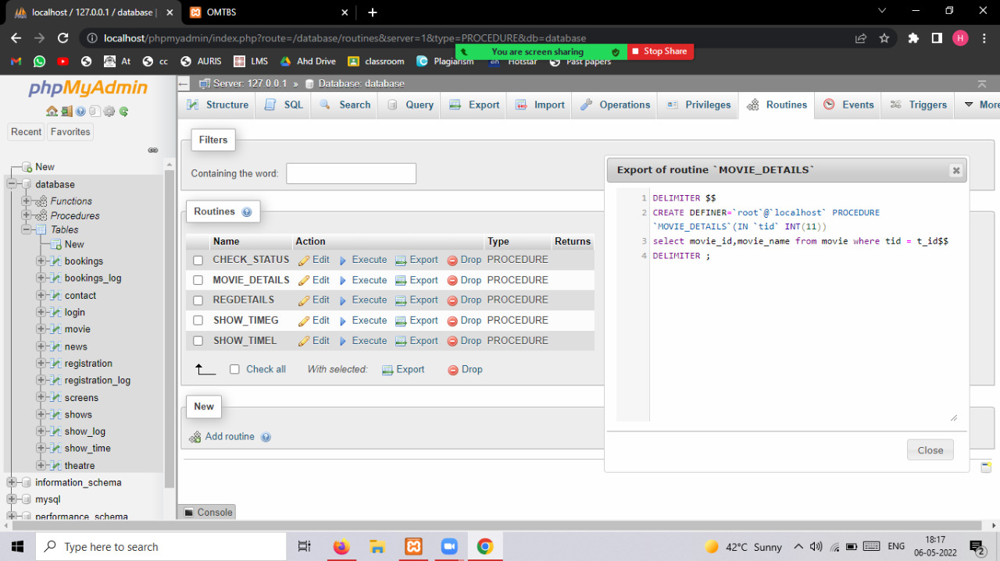 localhost / 127.0.0.1 / database |
OMTBS
localhost/phpmyadmin/index.php?route=/database/routines&server=1&type=PROCEDURE&db=database
H
You are screen sharing
Stop Share
At
cc
AURIS
LMS
Ahd Drive
classroom
Plagiarism
Hotstar
Past papers
phpMyAdmin
Server: 127.0.0.1 » Database: database
Structure
SQL
Search
Query
Export
Import
Operations
Privileges
Routines
Events
Triggers
More
Recent
Favorites
New
database
Functions
Procedures
Tables
New
bookings
bookings_log
contact
login
movie
news
registration
registration_log
screens
shows
show_log
show_time
theatre
information_schema
mysql
performance_schema
Filters
Containing the word:
Routines
Name Action Type Returns
CHECK_STATUS Edit Execute Export Drop PROCEDURE
MOVIE_DETAILS Edit Execute Export Drop PROCEDURE
REGDETAILS Edit Execute Export Drop PROCEDURE
SHOW_TIMEG Edit Execute Export Drop PROCEDURE
SHOW_TIMEL Edit Execute Export Drop PROCEDURE
Check all With selected: Export Drop
New
Add routine
Export of routine `MOVIE_DETAILS`
1 DELIMITER $$
2 CREATE DEFINER=`root`@`localhost` PROCEDURE
`MOVIE_DETAILS`(IN `tid` INT(11))
3 select movie_id,movie_name from movie where tid = t_id$$
4 DELIMITER ;
Close
Console
Type here to search
42°C Sunny
ENG
18:17
06-05-2022
2